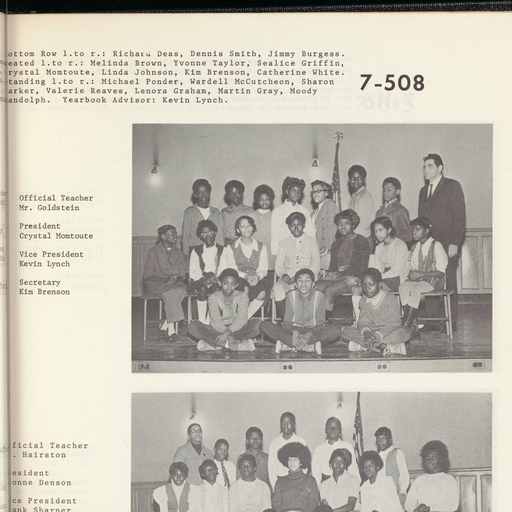 ottom Row l.to r.: Richard Deas, Dennis Smith, Jimmy Burgess.
eated l.to r.: Melinda Brown, Yvonne Taylor, Sealice Griffin,
rystal Momtoute, Linda Johnson, Kim Brenson, Catherine White.
tanding l.to r.: Michael Ponder, Wardell McCutcheon, Sharon
arker, Valerie Reaves, Lenora Graham, Martin Gray, Moody
andolph. Yearbook Advisor: Kevin Lynch.
7-508
Official Teacher
Mr. Goldstein
President
Crystal Momtoute
Vice President
Kevin Lynch
Secretary
Kim Brenson
ficial Teacher
. Hairston
esident
onne Denson
ce President
ank Sharper